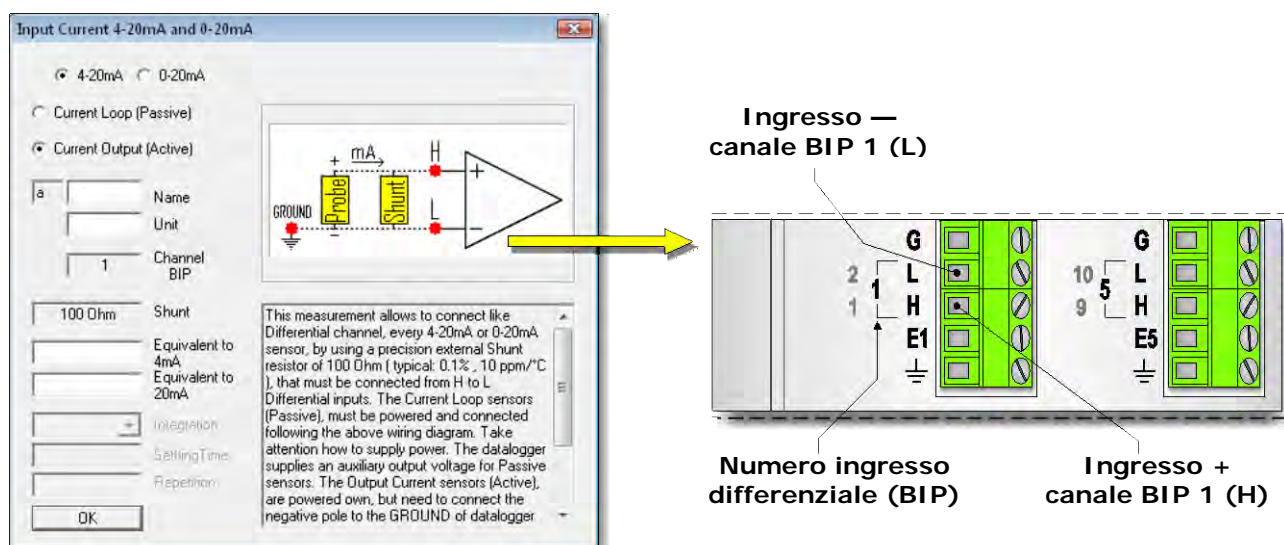 Input Current 4-20mA and 0-20mA
4-20mA 0-20mA
Current Loop (Passive)
Current Output (Active)
a
Name
Unit
1
Channel
BIP
100 Ohm
Shunt
Equivalent to
4mA
Equivalent to
20mA
Integration
SettlingTime
Repetition
OK
+ mA H +
Probe
Shunt
GROUND
L
- -
This measurement allows to connect like
Differential channel, every 4-20mA or 0-20mA
sensor, by using a precision external Shunt
resistor of 100 Ohm ( typical: 0.1% , 10 ppm/°C
), that must be connected from H to L
Differential inputs. The Current Loop sensors
(Passive), must be powered and connected
following the above wiring diagram. Take
attention how to supply power. The datalogger
supplies an auxiliary output voltage for Passive
sensors. The Output Current sensors (Active),
are powered own, but need to connect the
negative pole to the GROUND of datalogger
Ingresso —
canale BIP 1 (L)
G
2 L
1
1 H
E1
G
10 L
5
9 H
E5
Numero ingresso
differenziale (BIP)
Ingresso +
canale BIP 1 (H)